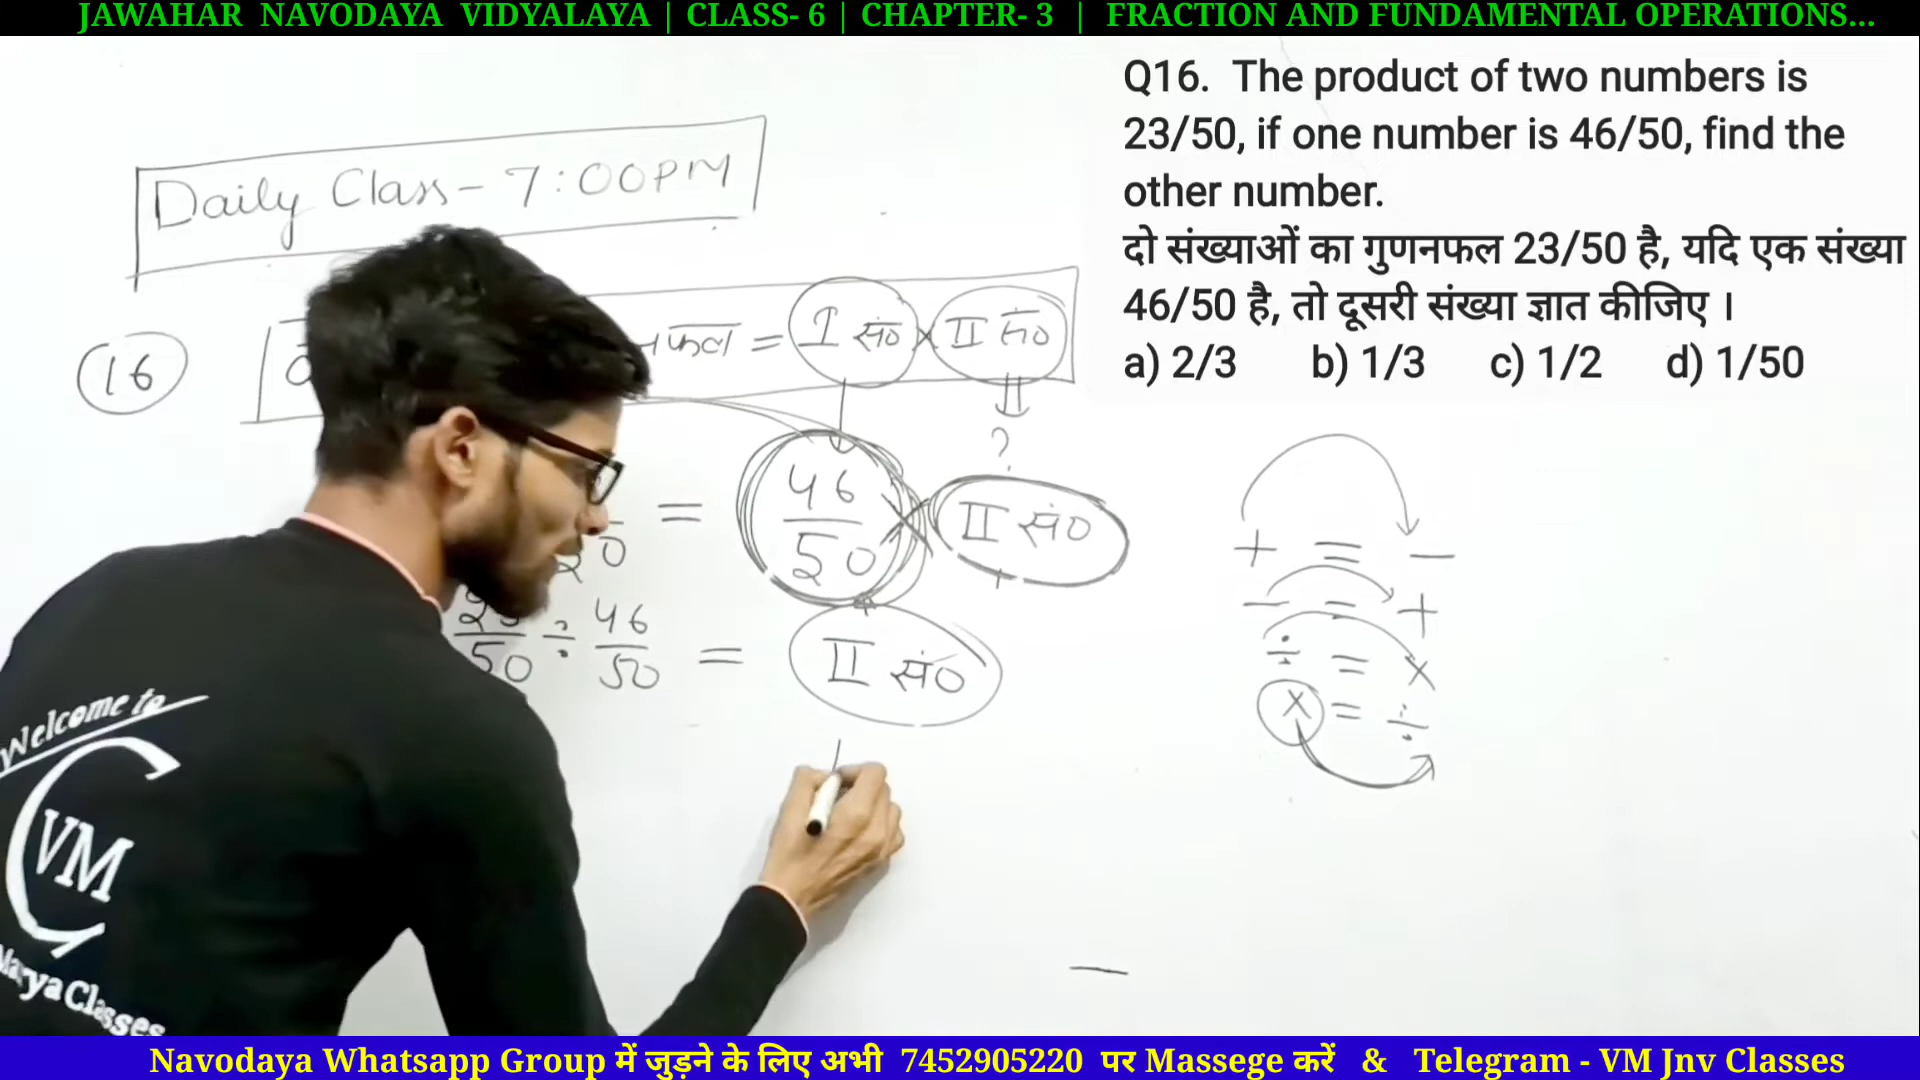 JAWAHAR NAVODAYA VIDYALAYA | CLASS- 6 | CHAPTER- 3 | FRACTION AND FUNDAMENTAL OPERATIONS...
Q16. The product of two numbers is
23/50, if one number is 46/50, find the
other number.
दो संख्याओं का गुणनफल 23/50 है, यदि एक संख्या
46/50 है, तो दूसरी संख्या ज्ञात कीजिए ।
a) 2/3 b) 1/3 c) 1/2 d) 1/50
Daily Class - 7:00PM
16
फल = I सं० × II सं०
?
= 46/50 × II सं०
23/50 ÷ 46/50 = II सं०
+ = -
- = +
÷ = ×
× = ÷
Welcome to
VM
Classes
Navodaya Whatsapp Group में जुड़ने के लिए अभी 7452905220 पर Massege करें & Telegram - VM Jnv Classes